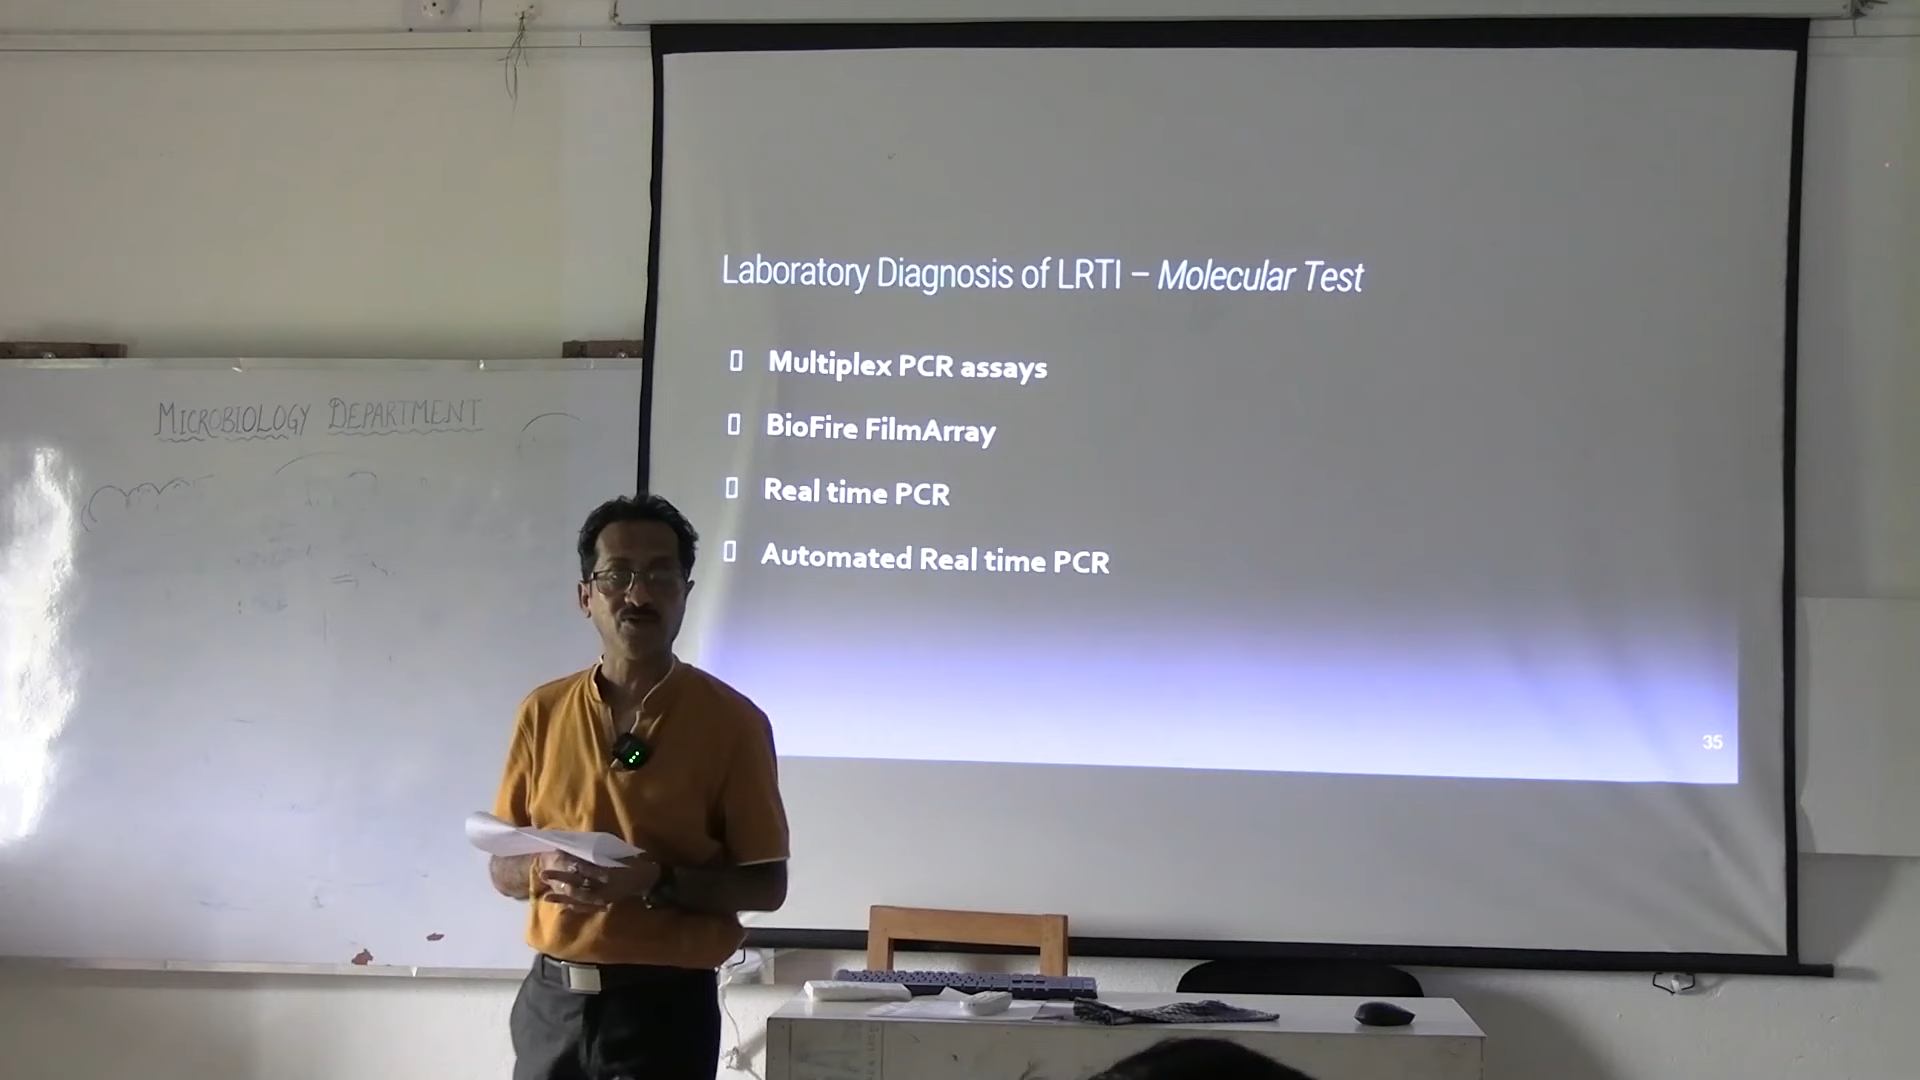 MICROBIOLOGY DEPARTMENT
Laboratory Diagnosis of LRTI – Molecular Test
Multiplex PCR assays
BioFire FilmArray
Real time PCR
Automated Real time PCR
35